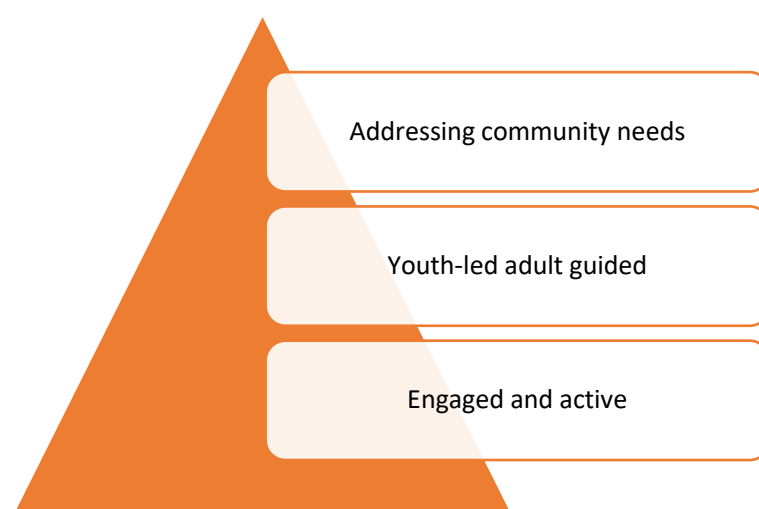 Addressing community needs
Youth-led adult guided
Engaged and active